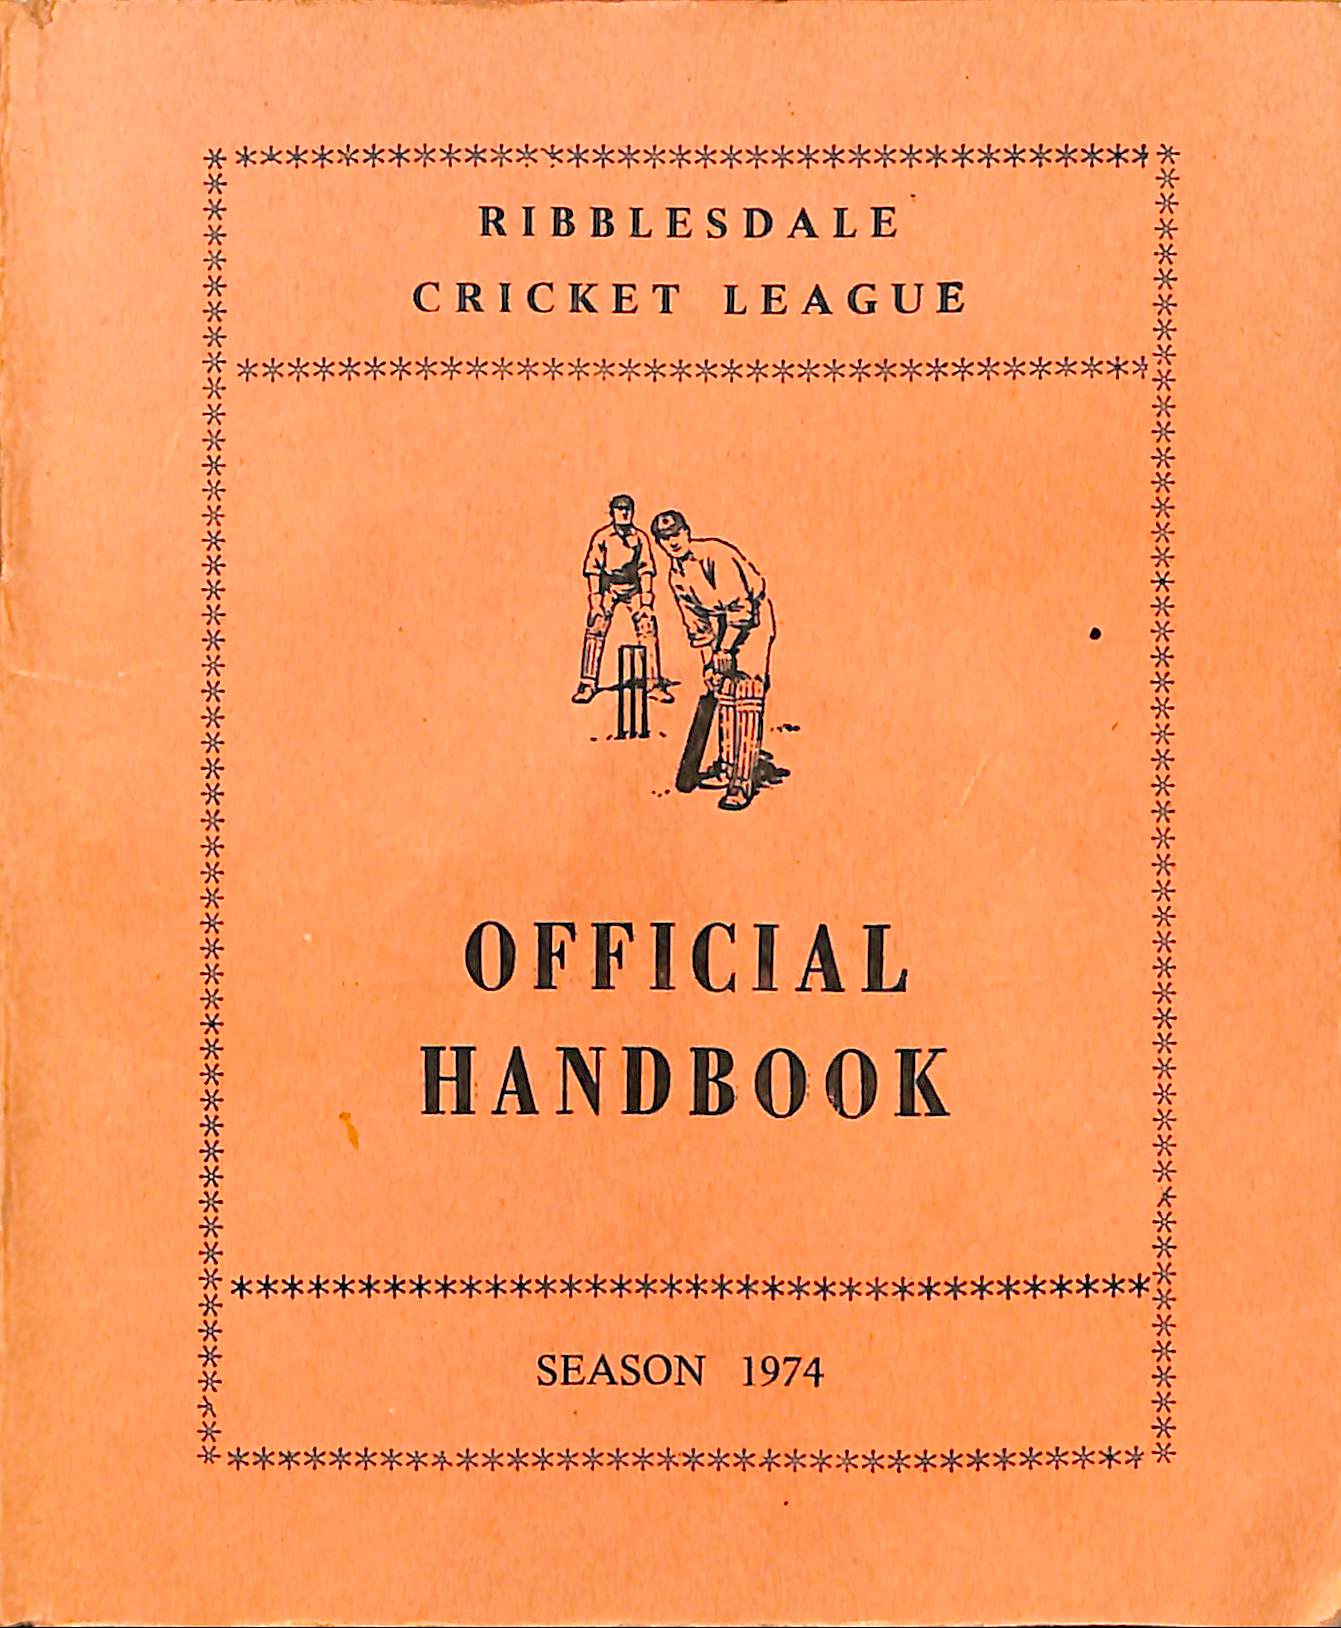 RIBBLESDALE
CRICKET LEAGUE
OFFICIAL
HANDBOOK
SEASON 1974